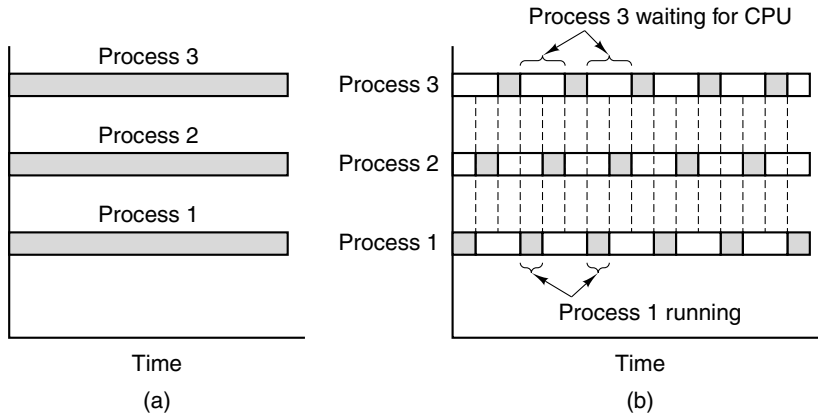 Process 3
Process 2
Process 1
Time
(a)
Process 3 waiting for CPU
Process 3
Process 2
Process 1
Process 1 running
Time
(b)